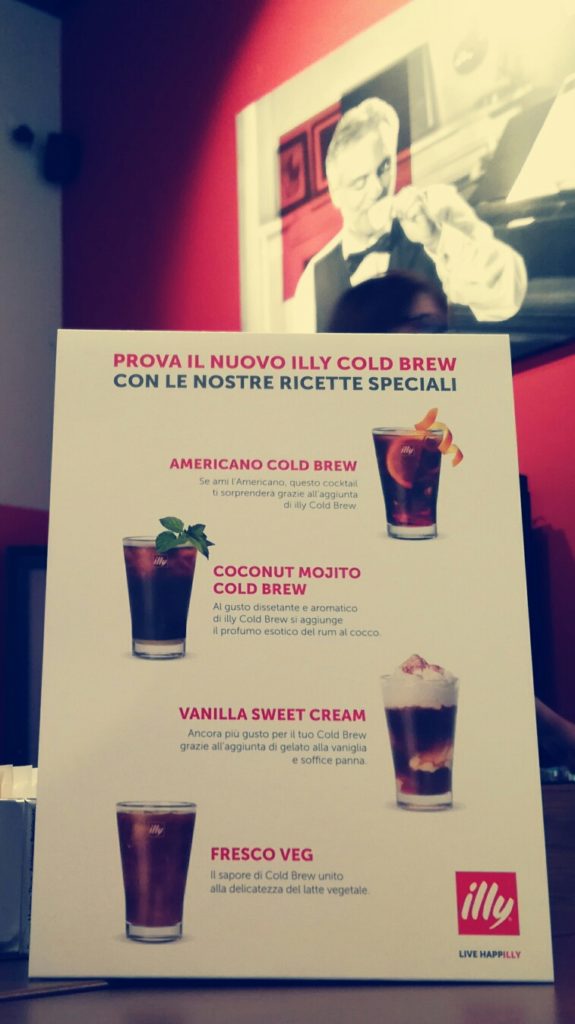 PROVA IL NUOVO ILLY COLD BREW
CON LE NOSTRE RICETTE SPECIALI
AMERICANO COLD BREW
Se ami l'Americano, questo cocktail
ti sorprenderà grazie all'aggiunta
di illy Cold Brew.
illy
illy
COCONUT MOJITO
COLD BREW
Al gusto dissetante e aromatico
di illy Cold Brew si aggiunge
il profumo esotico del rum al cocco.
VANILLA SWEET CREAM
Ancora più gusto per il tuo Cold Brew
grazie all'aggiunta di gelato alla vaniglia
e soffice panna.
illy
FRESCO VEG
Il sapore di Cold Brew unito
alla delicatezza del latte vegetale.
illy
LIVE HAPPILLY